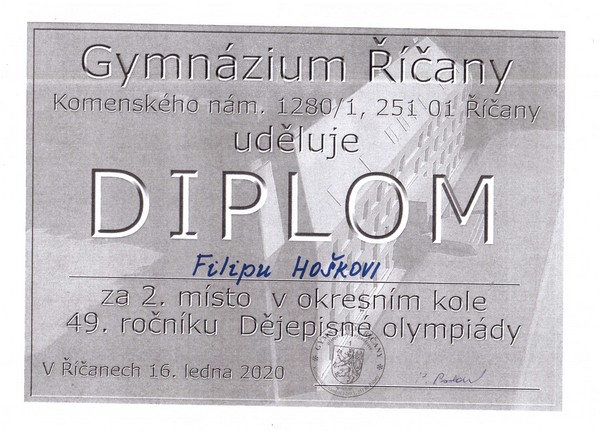 Gymnázium Říčany
Komenského nám. 1280/1, 251 01 Říčany
uděluje
DIPLOM
Filipu HOŠKOVI
za 2. místo v okresním kole
49. ročníku Dějepisné olympiády
V Říčanech 16. ledna 2020